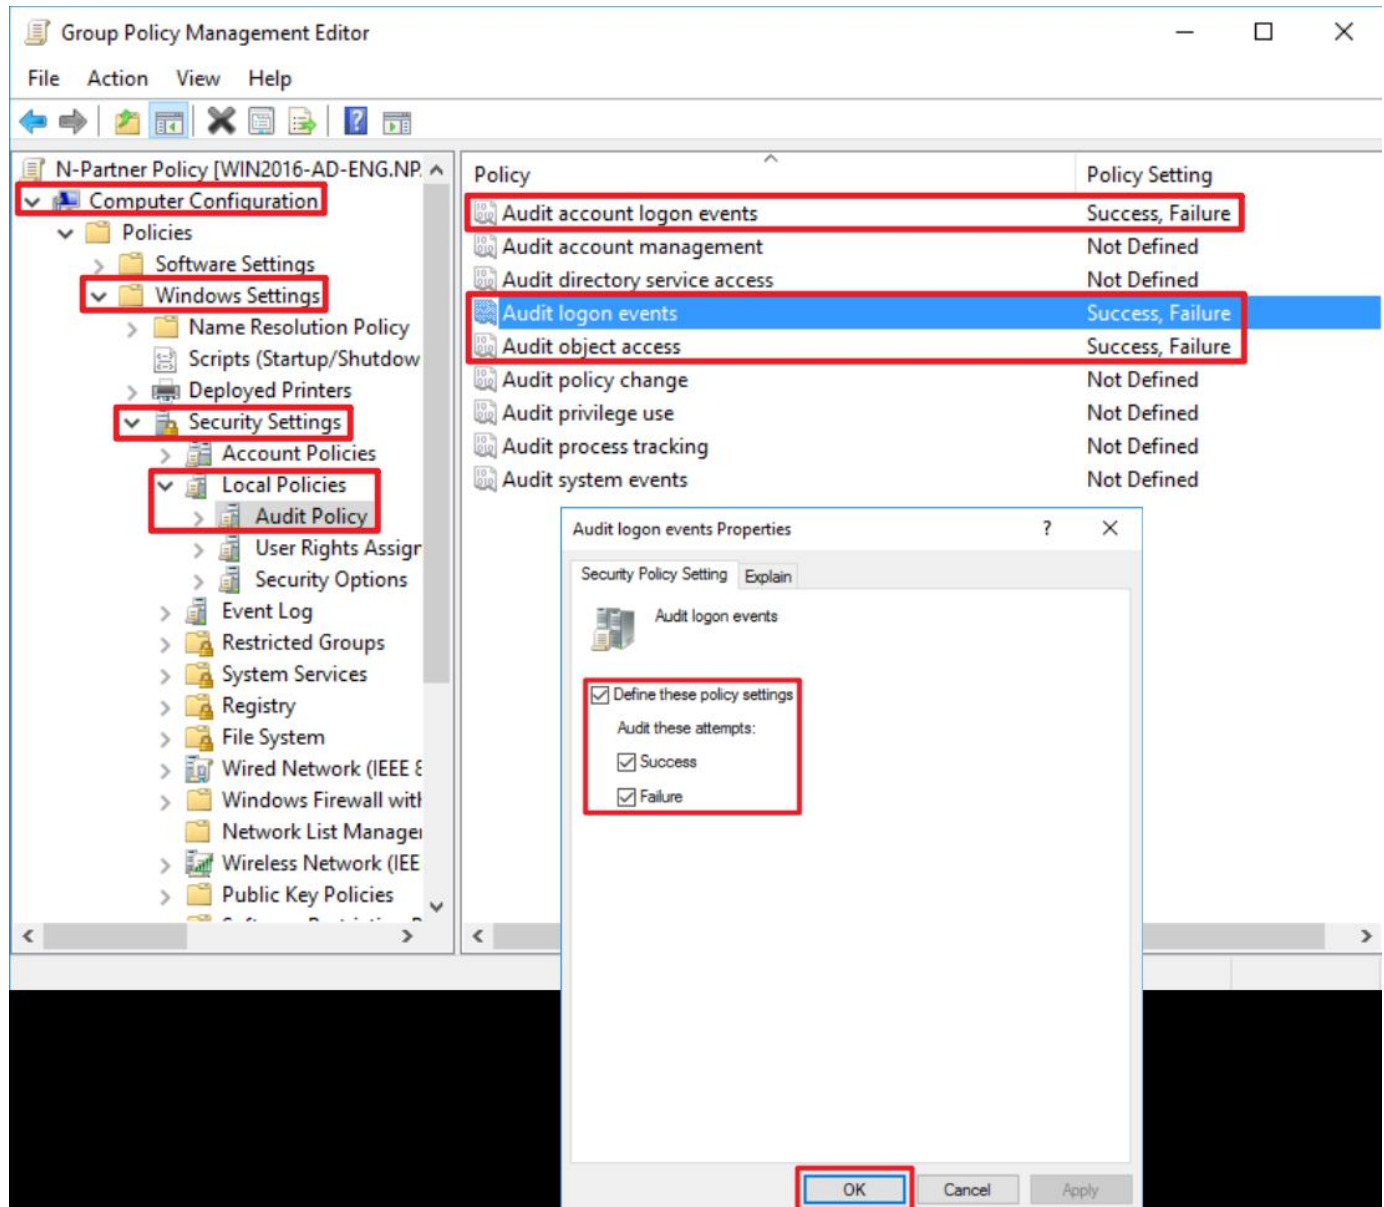 Group Policy Management Editor
File Action View Help
N-Partner Policy [WIN2016-AD-ENG.NP.
Computer Configuration
Policies
Software Settings
Windows Settings
Name Resolution Policy
Scripts (Startup/Shutdow
Deployed Printers
Security Settings
Account Policies
Local Policies
Audit Policy
User Rights Assigr
Security Options
Event Log
Restricted Groups
System Services
Registry
File System
Wired Network (IEEE 8
Windows Firewall with
Network List Manager
Wireless Network (IEE
Public Key Policies
Policy Policy Setting
Audit account logon events Success, Failure
Audit account management Not Defined
Audit directory service access Not Defined
Audit logon events Success, Failure
Audit object access Success, Failure
Audit policy change Not Defined
Audit privilege use Not Defined
Audit process tracking Not Defined
Audit system events Not Defined
Audit logon events Properties
Security Policy Setting Explain
Audit logon events
Define these policy settings
Audit these attempts:
Success
Failure
OK Cancel Apply